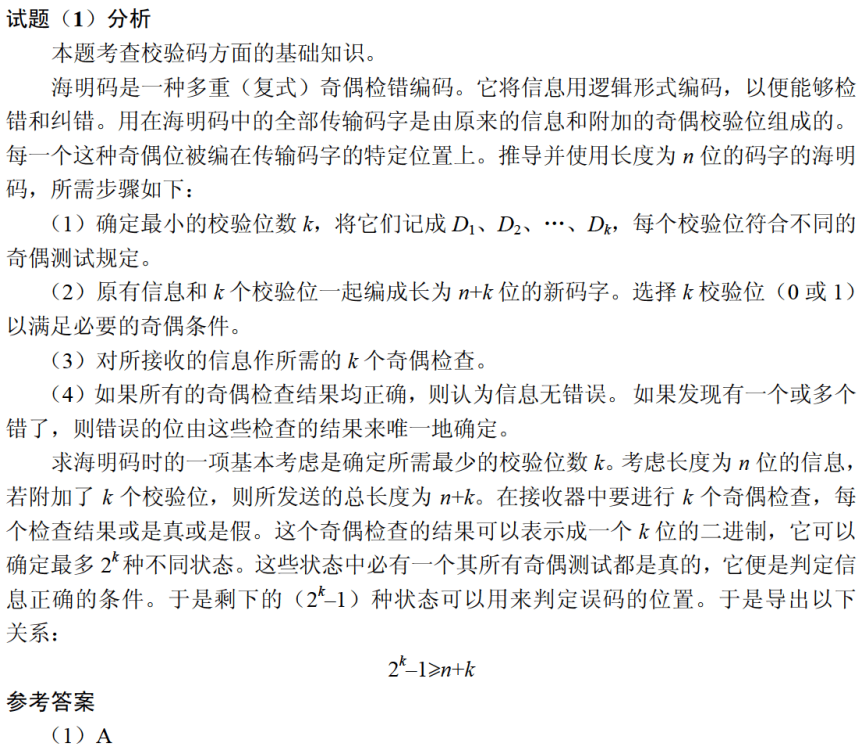 试题（1）分析
本题考查校验码方面的基础知识。
海明码是一种多重（复式）奇偶检错编码。它将信息用逻辑形式编码，以便能够检
错和纠错。用在海明码中的全部传输码字是由原来的信息和附加的奇偶校验位组成的。
每一个这种奇偶位被编在传输码字的特定位置上。推导并使用长度为 n 位的码字的海明
码，所需步骤如下：
（1）确定最小的校验位数 k，将它们记成 D₁、D₂、…、Dₖ，每个校验位符合不同的
奇偶测试规定。
（2）原有信息和 k 个校验位一起编成长为 n+k 位的新码字。选择 k 校验位（0 或 1）
以满足必要的奇偶条件。
（3）对所接收的信息作所需的 k 个奇偶检查。
（4）如果所有的奇偶检查结果均正确，则认为信息无错误。 如果发现有一个或多个
错了，则错误的位由这些检查的结果来唯一地确定。
求海明码时的一项基本考虑是确定所需最少的校验位数 k。考虑长度为 n 位的信息，
若附加了 k 个校验位，则所发送的总长度为 n+k。在接收器中要进行 k 个奇偶检查，每
个检查结果或是真或是假。这个奇偶检查的结果可以表示成一个 k 位的二进制，它可以
确定最多 2ᵏ 种不同状态。这些状态中必有一个其所有奇偶测试都是真的，它便是判定信
息正确的条件。于是剩下的（2ᵏ–1）种状态可以用来判定误码的位置。于是导出以下
关系：
2ᵏ–1≥n+k
参考答案
（1）A